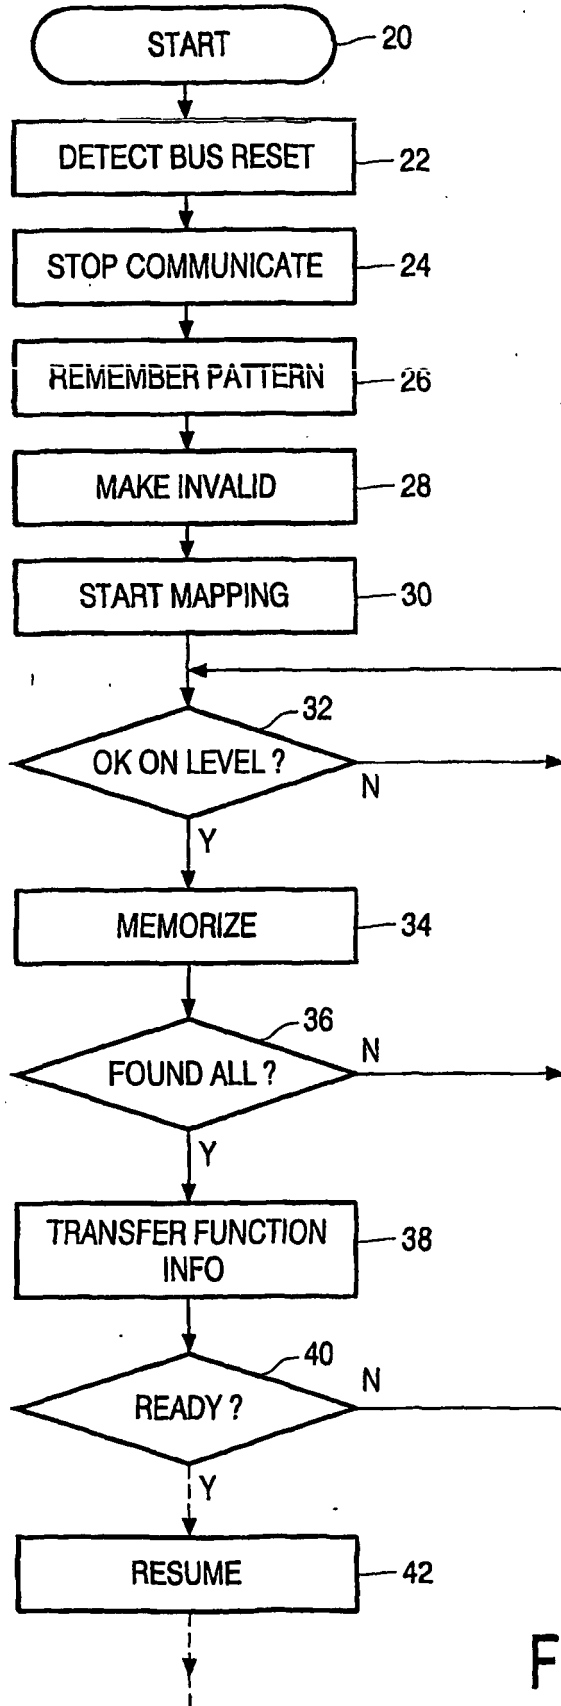 START
20
DETECT BUS RESET
22
STOP COMMUNICATE
24
REMEMBER PATTERN
26
MAKE INVALID
28
START MAPPING
30
32
OK ON LEVEL ?
N
Y
MEMORIZE
34
36
N
FOUND ALL ?
Y
TRANSFER FUNCTION
INFO
38
40
N
READY ?
Y
RESUME
42
F